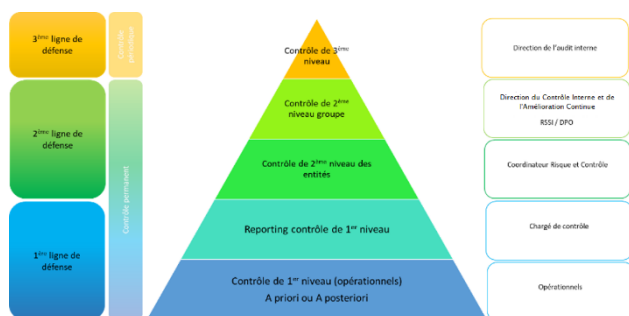 3ème ligne de
défense
Contrôle
périodique
Contrôle de 3ème
niveau
Direction de l'audit interne
2ème ligne de
défense
Contrôle permanent
Contrôle de 2ème
niveau groupe
Direction du Contrôle Interne et de
l'Amélioration Continue
RSSI / DPO
Contrôle de 2ème niveau des
entités
Coordinateur Risque et Contrôle
1ère ligne de
défense
Reporting contrôle de 1er niveau
Chargé de contrôle
Contrôle de 1er niveau (opérationnels)
A priori ou A posteriori
Opérationnels